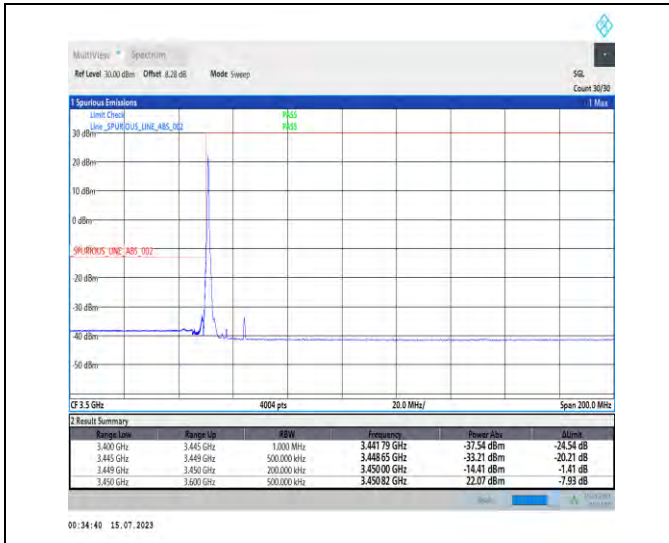 MultiView Spectrum
Ref Level 30.00 dBm Offset 8.28 dB Mode Sweep SGL
Count 30/30
1 Spurious Emissions 1 Max
Limit Check PASS
Line _SPURIOUS_LINE_ABS_002 PASS
30 dBm
20 dBm
10 dBm
0 dBm
_SPURIOUS_LINE_ABS_002
-20 dBm
-30 dBm
-40 dBm
-50 dBm
CF 3.5 GHz 4004 pts 20.0 MHz/ Span 200.0 MHz
2 Result Summary
Range Low Range Up RBW Frequency Power Abs ΔLimit
3.400 GHz 3.445 GHz 1.000 MHz 3.441 79 GHz -37.54 dBm -24.54 dB
3.445 GHz 3.449 GHz 500.000 kHz 3.448 65 GHz -33.21 dBm -20.21 dB
3.449 GHz 3.450 GHz 200.000 kHz 3.450 00 GHz -14.41 dBm -1.41 dB
3.450 GHz 3.600 GHz 500.000 kHz 3.450 82 GHz 22.07 dBm -7.93 dB
00:34:40 15.07.2023